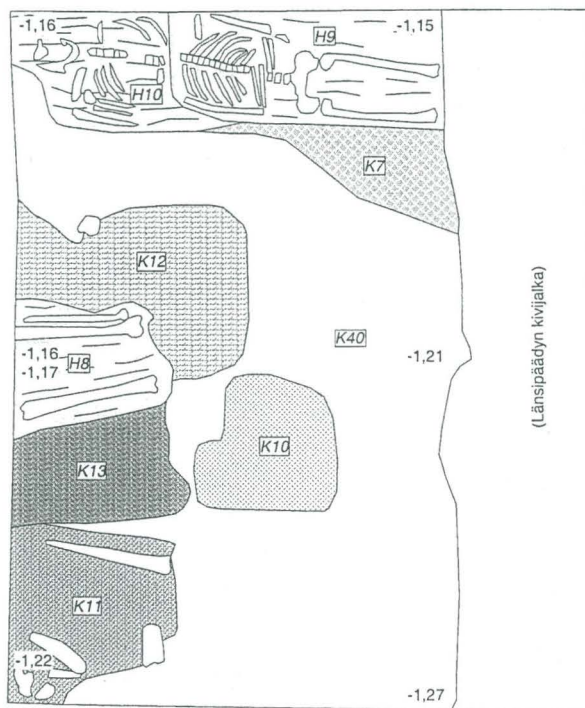 -1,16
H9
-1,15
H10
K7
K12
K40
-1,16
-1,17
H8
-1,21
(Länsipäädyn kivijalka)
K10
K13
K11
-1,22
-1,27